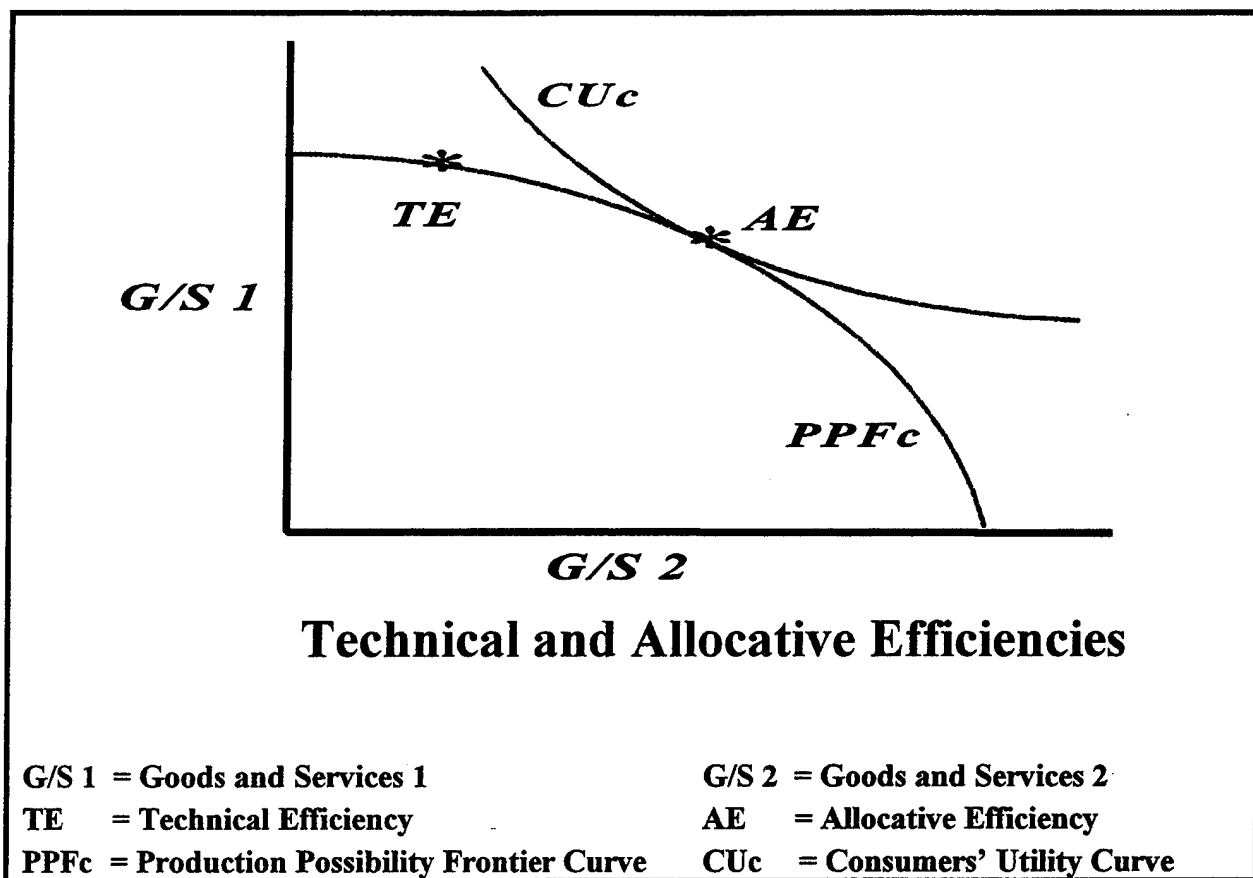 CUc
TE
AE
G/S 1
PPFc
G/S 2
Technical and Allocative Efficiencies
G/S 1 = Goods and Services 1
G/S 2 = Goods and Services 2
TE = Technical Efficiency
AE = Allocative Efficiency
PPFc = Production Possibility Frontier Curve
CUc = Consumers' Utility Curve